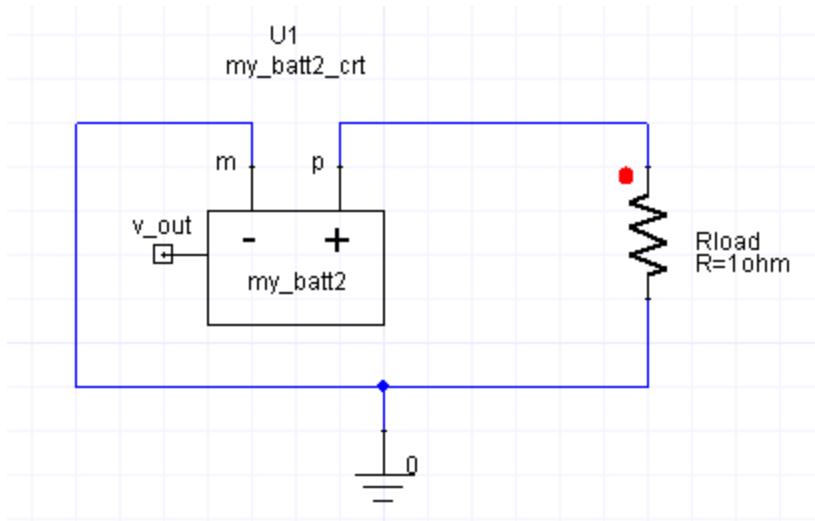 U1
my_batt2_crt
m
p
v_out
- +
my_batt2
Rload
R=1ohm
0